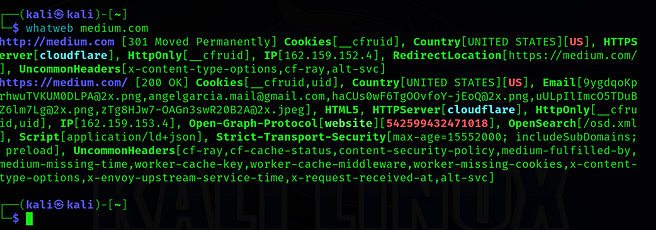 ┌──(kali㉿kali)-[~]
└─$ whatweb medium.com
http://medium.com [301 Moved Permanently] Cookies[__cfruid], Country[UNITED STATES][US], HTTPS
erver[cloudflare], HttpOnly[__cfruid], IP[162.159.152.4], RedirectLocation[https://medium.com/
], UncommonHeaders[x-content-type-options,cf-ray,alt-svc]
https://medium.com/ [200 OK] Cookies[__cfruid,uid], Country[UNITED STATES][US], Email[9ygdqoKp
rhwuTVKUM0DLPA@2x.png,angelgarcia.mail@gmail.com,haCUs0wF6TgOOvfoY-jEoQ@2x.png,uULpIlImcO5TDuB
Z6lm7Lg@2x.png,zTg8HJw7-OAGn3swR20B2A@2x.jpeg], HTML5, HTTPServer[cloudflare], HttpOnly[__cfru
id,uid], IP[162.159.153.4], Open-Graph-Protocol[website][542599432471018], OpenSearch[/osd.xml
], Script[application/ld+json], Strict-Transport-Security[max-age=15552000; includeSubDomains;
 preload], UncommonHeaders[cf-ray,cf-cache-status,content-security-policy,medium-fulfilled-by,
medium-missing-time,worker-cache-key,worker-cache-middleware,worker-missing-cookies,x-content-
type-options,x-envoy-upstream-service-time,x-request-received-at,alt-svc]
┌──(kali㉿kali)-[~]
└─$
KALI LINUX